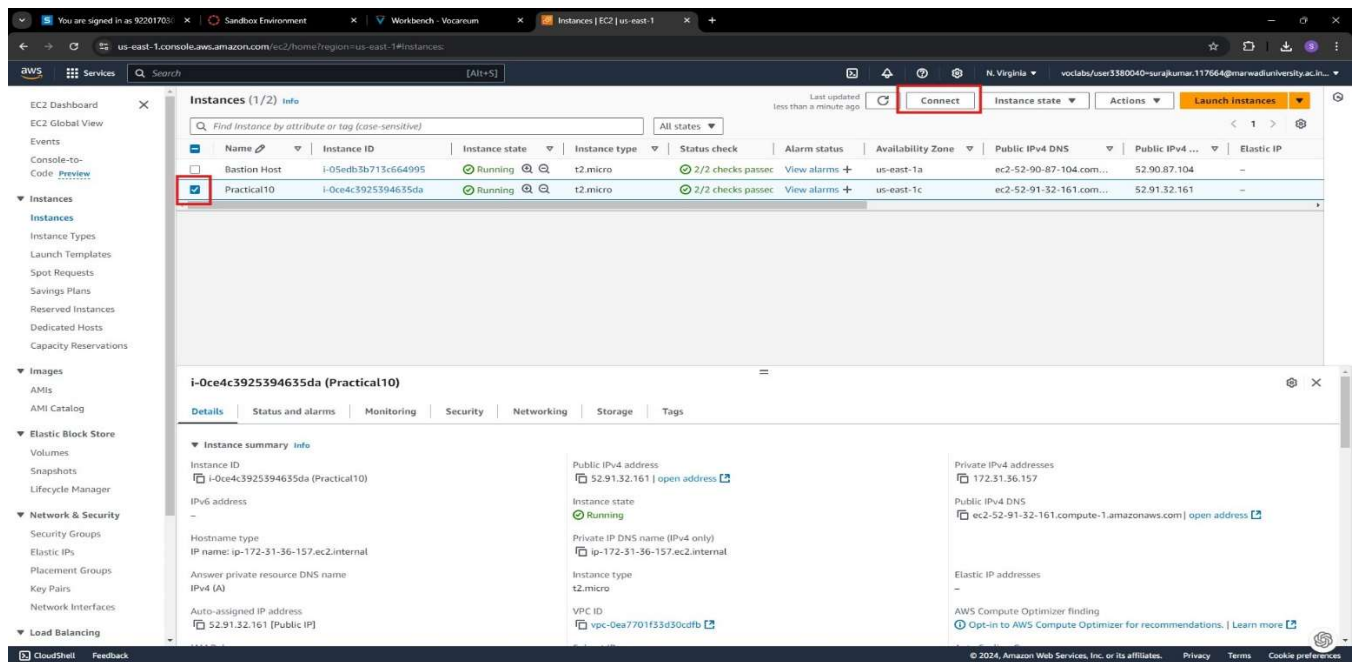 You are signed in as 92201703(
Sandbox Environment
Workbench - Vocareum
Instances | EC2 | us-east-1
us-east-1.console.aws.amazon.com/ec2/home?region=us-east-1#Instances:
aws Services Search [Alt+S] N. Virginia voclabs/user3380040=surajkumar.117664@marwadiuniversity.ac.in...
EC2 Dashboard
EC2 Global View
Events
Console-to-
Code Preview
Instances
Instances
Instance Types
Launch Templates
Spot Requests
Savings Plans
Reserved Instances
Dedicated Hosts
Capacity Reservations
Images
AMIs
AMI Catalog
Elastic Block Store
Volumes
Snapshots
Lifecycle Manager
Network & Security
Security Groups
Elastic IPs
Placement Groups
Key Pairs
Network Interfaces
Load Balancing
Instances (1/2) Info
Last updated
less than a minute ago
Connect Instance state Actions Launch instances
Find Instance by attribute or tag (case-sensitive) All states 1
Name Instance ID Instance state Instance type Status check Alarm status Availability Zone Public IPv4 DNS Public IPv4 ... Elastic IP
Bastion Host i-05edb3b713c664995 Running t2.micro 2/2 checks passec View alarms + us-east-1a ec2-52-90-87-104.com... 52.90.87.104 –
Practical10 i-0ce4c3925394635da Running t2.micro 2/2 checks passec View alarms + us-east-1c ec2-52-91-32-161.com... 52.91.32.161 –
i-0ce4c3925394635da (Practical10)
Details Status and alarms Monitoring Security Networking Storage Tags
Instance summary Info
Instance ID
i-0ce4c3925394635da (Practical10)
Public IPv4 address
52.91.32.161 | open address
Private IPv4 addresses
172.31.36.157
IPv6 address
–
Instance state
Running
Public IPv4 DNS
ec2-52-91-32-161.compute-1.amazonaws.com | open address
Hostname type
IP name: ip-172-31-36-157.ec2.internal
Private IP DNS name (IPv4 only)
ip-172-31-36-157.ec2.internal
Answer private resource DNS name
IPv4 (A)
Instance type
t2.micro
Elastic IP addresses
–
Auto-assigned IP address
52.91.32.161 [Public IP]
VPC ID
vpc-0ea7701f33d30cdfb
AWS Compute Optimizer finding
Opt-in to AWS Compute Optimizer for recommendations. | Learn more
CloudShell Feedback © 2024, Amazon Web Services, Inc. or its affiliates. Privacy Terms Cookie preferences